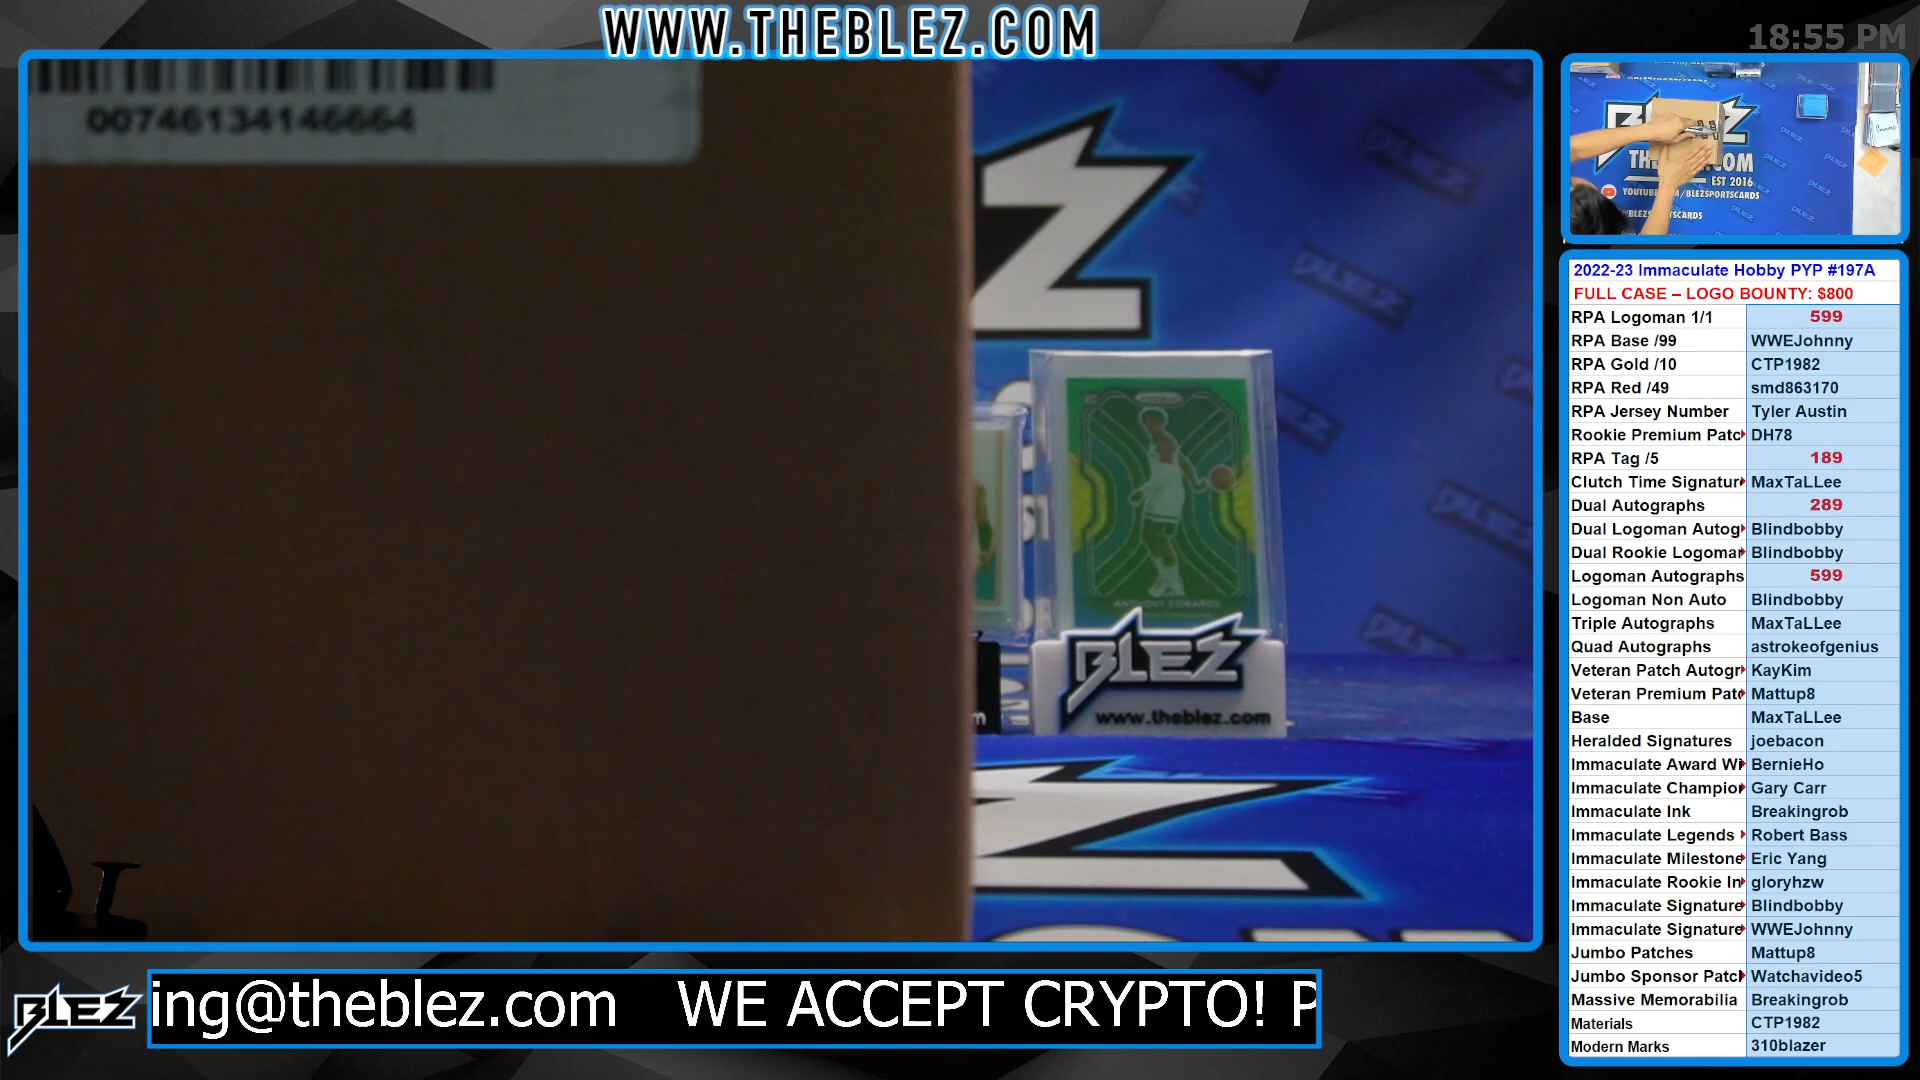 WWW.THEBLEZ.COM
18:55 PM
00746134146664
ANTHONY EDWARDS
BLEZ
www.theblez.com
EST 2016
2022-23 Immaculate Hobby PYP #197A
FULL CASE – LOGO BOUNTY: $800
RPA Logoman 1/1 599
RPA Base /99 WWEJohnny
RPA Gold /10 CTP1982
RPA Red /49 smd863170
RPA Jersey Number Tyler Austin
Rookie Premium Patc DH78
RPA Tag /5 189
Clutch Time Signatur MaxTaLLee
Dual Autographs 289
Dual Logoman Autog Blindbobby
Dual Rookie Logoman Blindbobby
Logoman Autographs 599
Logoman Non Auto Blindbobby
Triple Autographs MaxTaLLee
Quad Autographs astrokeofgenius
Veteran Patch Autogr KayKim
Veteran Premium Patc Mattup8
Base MaxTaLLee
Heralded Signatures joebacon
Immaculate Award Wi BernieHo
Immaculate Champion Gary Carr
Immaculate Ink Breakingrob
Immaculate Legends Robert Bass
Immaculate Milestone Eric Yang
Immaculate Rookie In gloryhzw
Immaculate Signature Blindbobby
Immaculate Signature WWEJohnny
Jumbo Patches Mattup8
Jumbo Sponsor Patch Watchavideo5
Massive Memorabilia Breakingrob
Materials CTP1982
Modern Marks 310blazer
BLEZ
ing@theblez.com WE ACCEPT CRYPTO! P